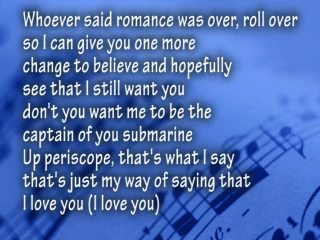 Whoever said romance was over, roll over
so I can give you one more
change to believe and hopefully
see that I still want you
don't you want me to be the
captain of you submarine
Up periscope, that's what I say
that's just my way of saying that
I love you (I love you)